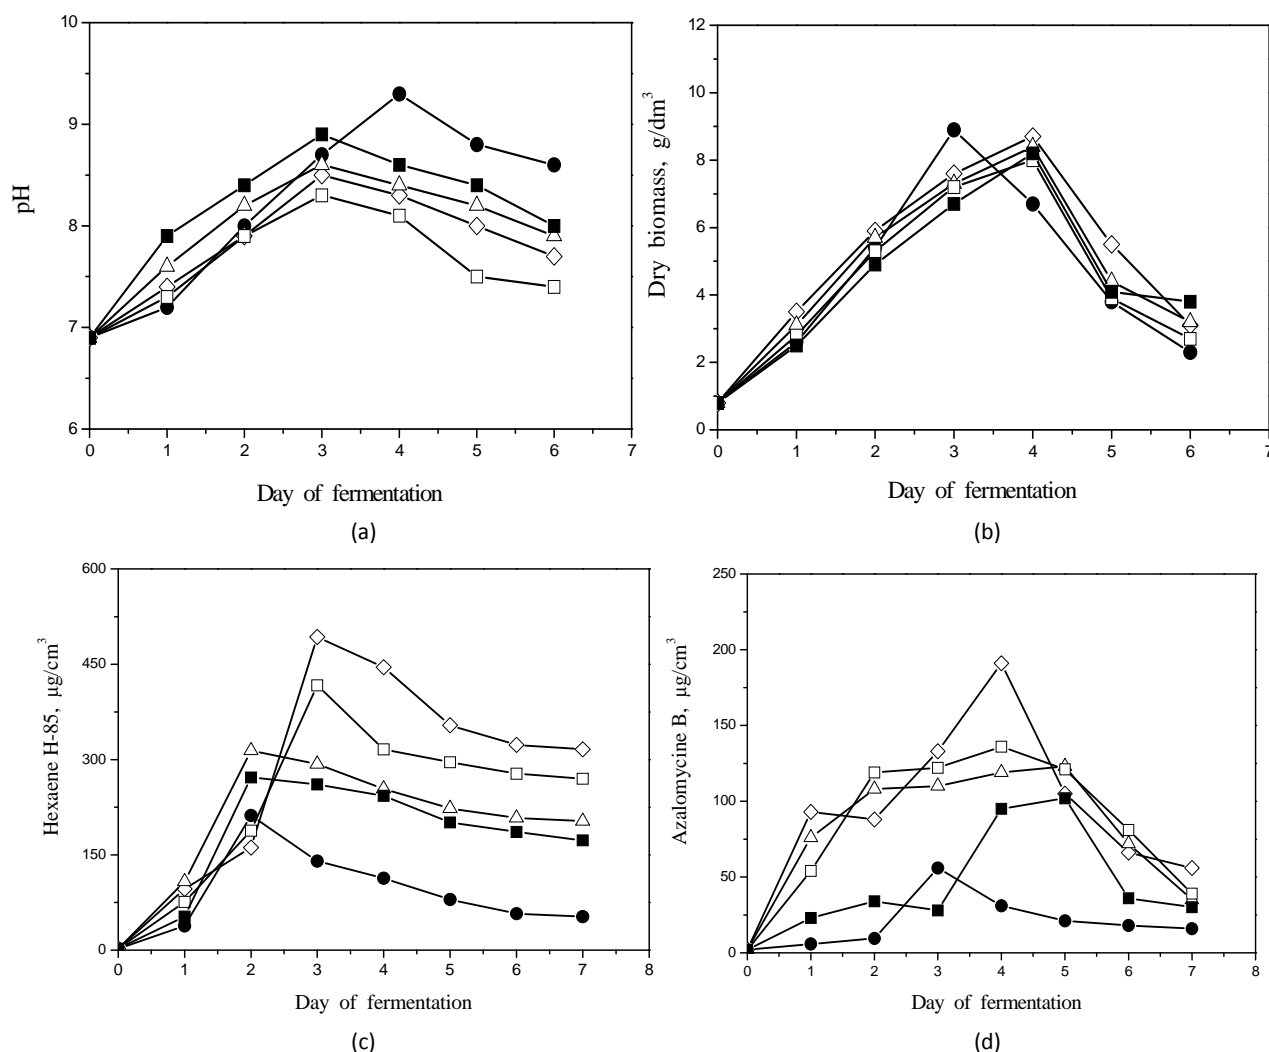 10
9
8
7
6
pH
0 1 2 3 4 5 6 7
Day of fermentation
(a)
12
10
8
6
4
2
0
Dry biomass, g/dm³
0 1 2 3 4 5 6 7
Day of fermentation
(b)
600
450
300
150
0
Hexaene H-85, µg/cm³
0 1 2 3 4 5 6 7 8
Day of fermentation
(c)
250
200
150
100
50
0
Azalomycine B, µg/cm³
0 1 2 3 4 5 6 7 8
Day of fermentation
(d)